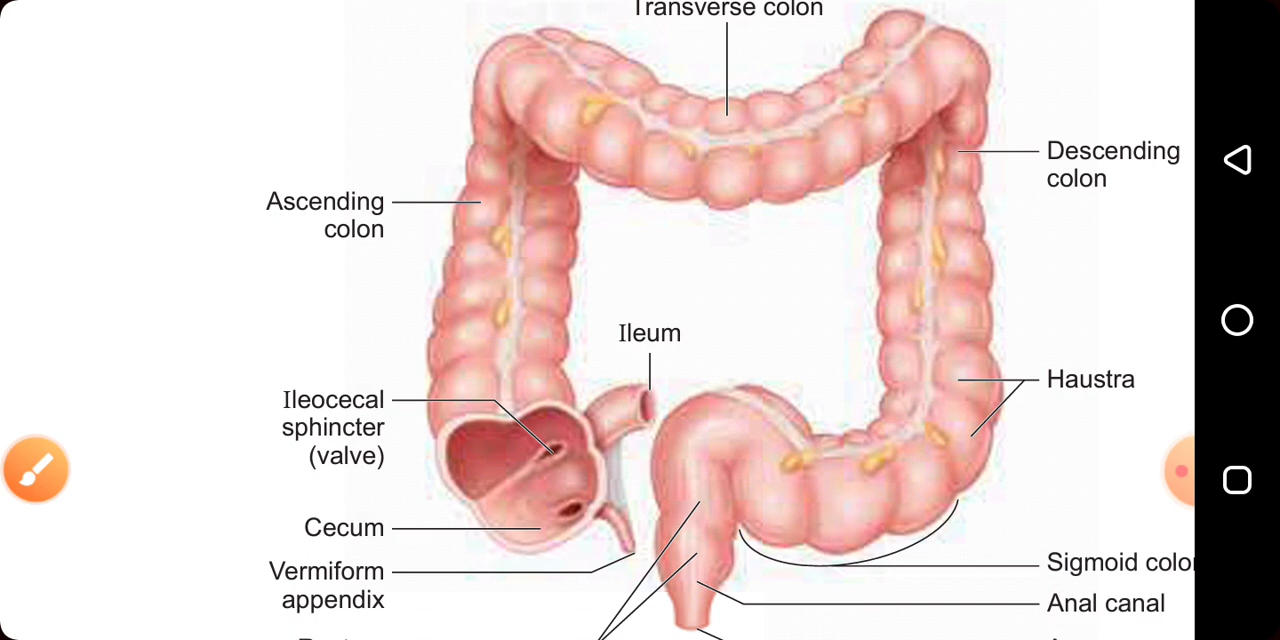 Transverse colon
Descending
colon
Ascending
colon
Ileum
Haustra
Ileocecal
sphincter
(valve)
Cecum
Vermiform
appendix
Sigmoid colon
Anal canal